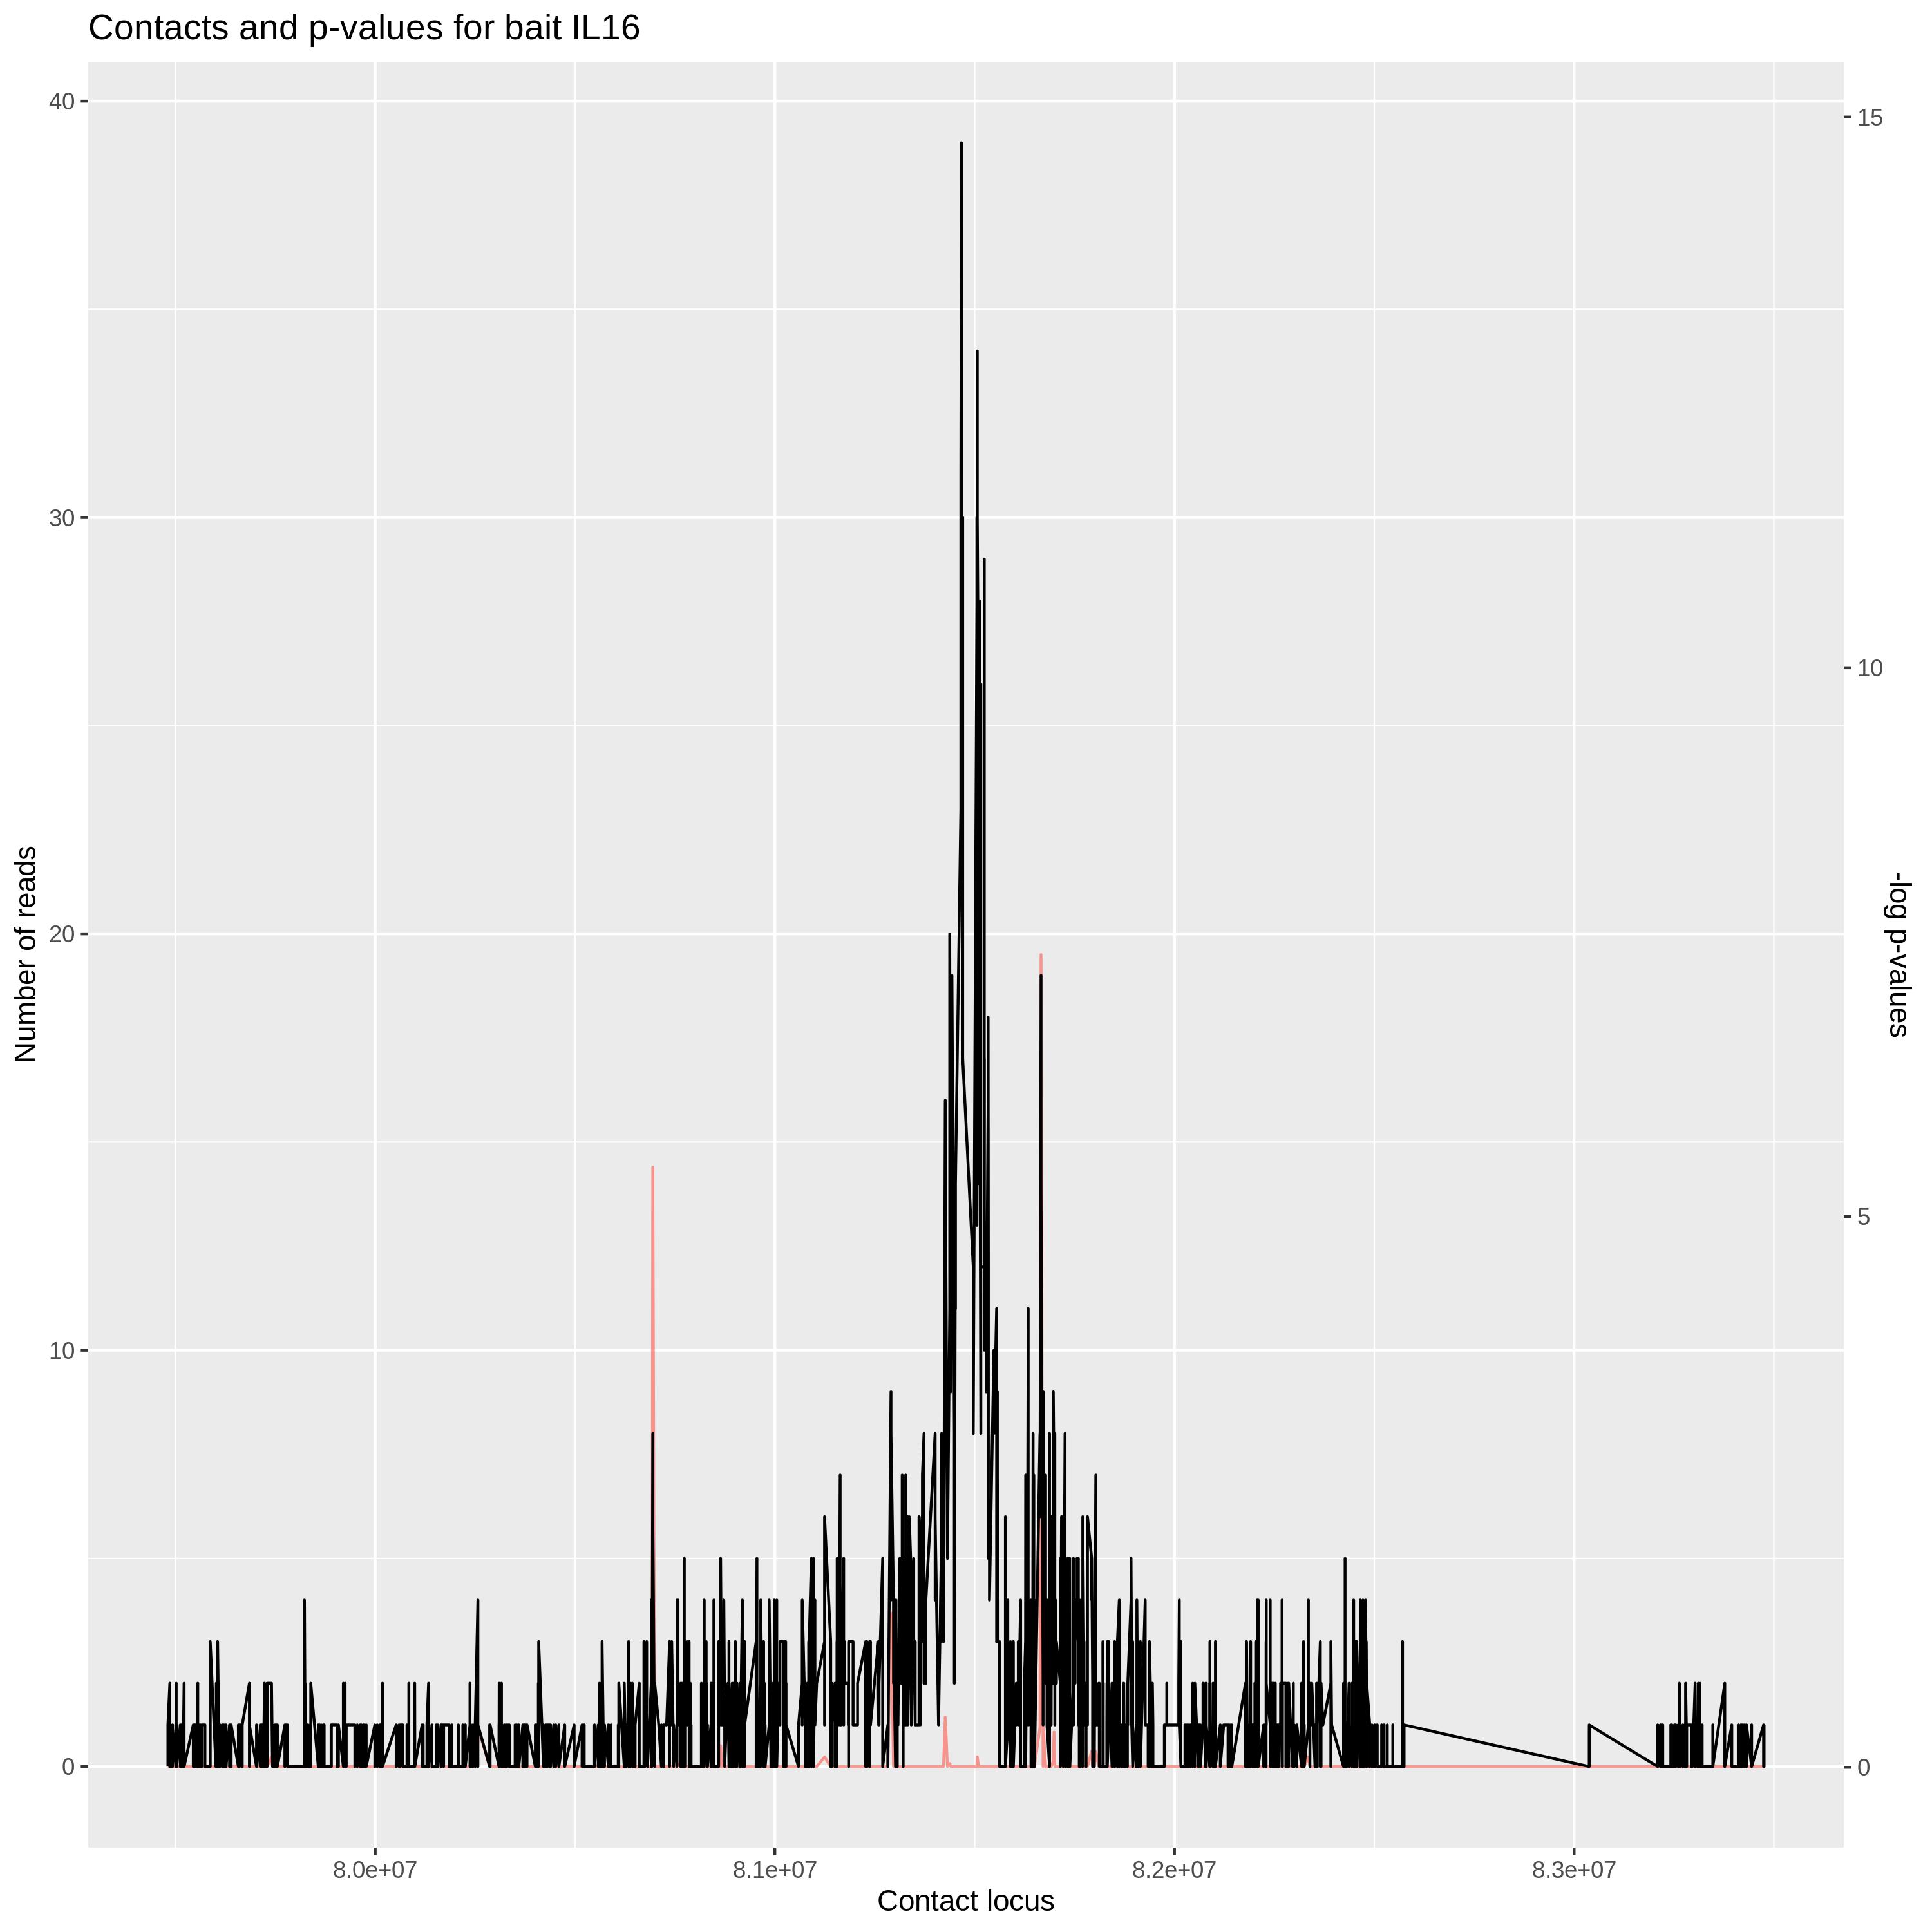 Contacts and p-values for bait IL16
40
30
20
10
0
Number of reads
15
10
5
0
-log p-values
8.0e+07
8.1e+07
8.2e+07
8.3e+07
Contact locus